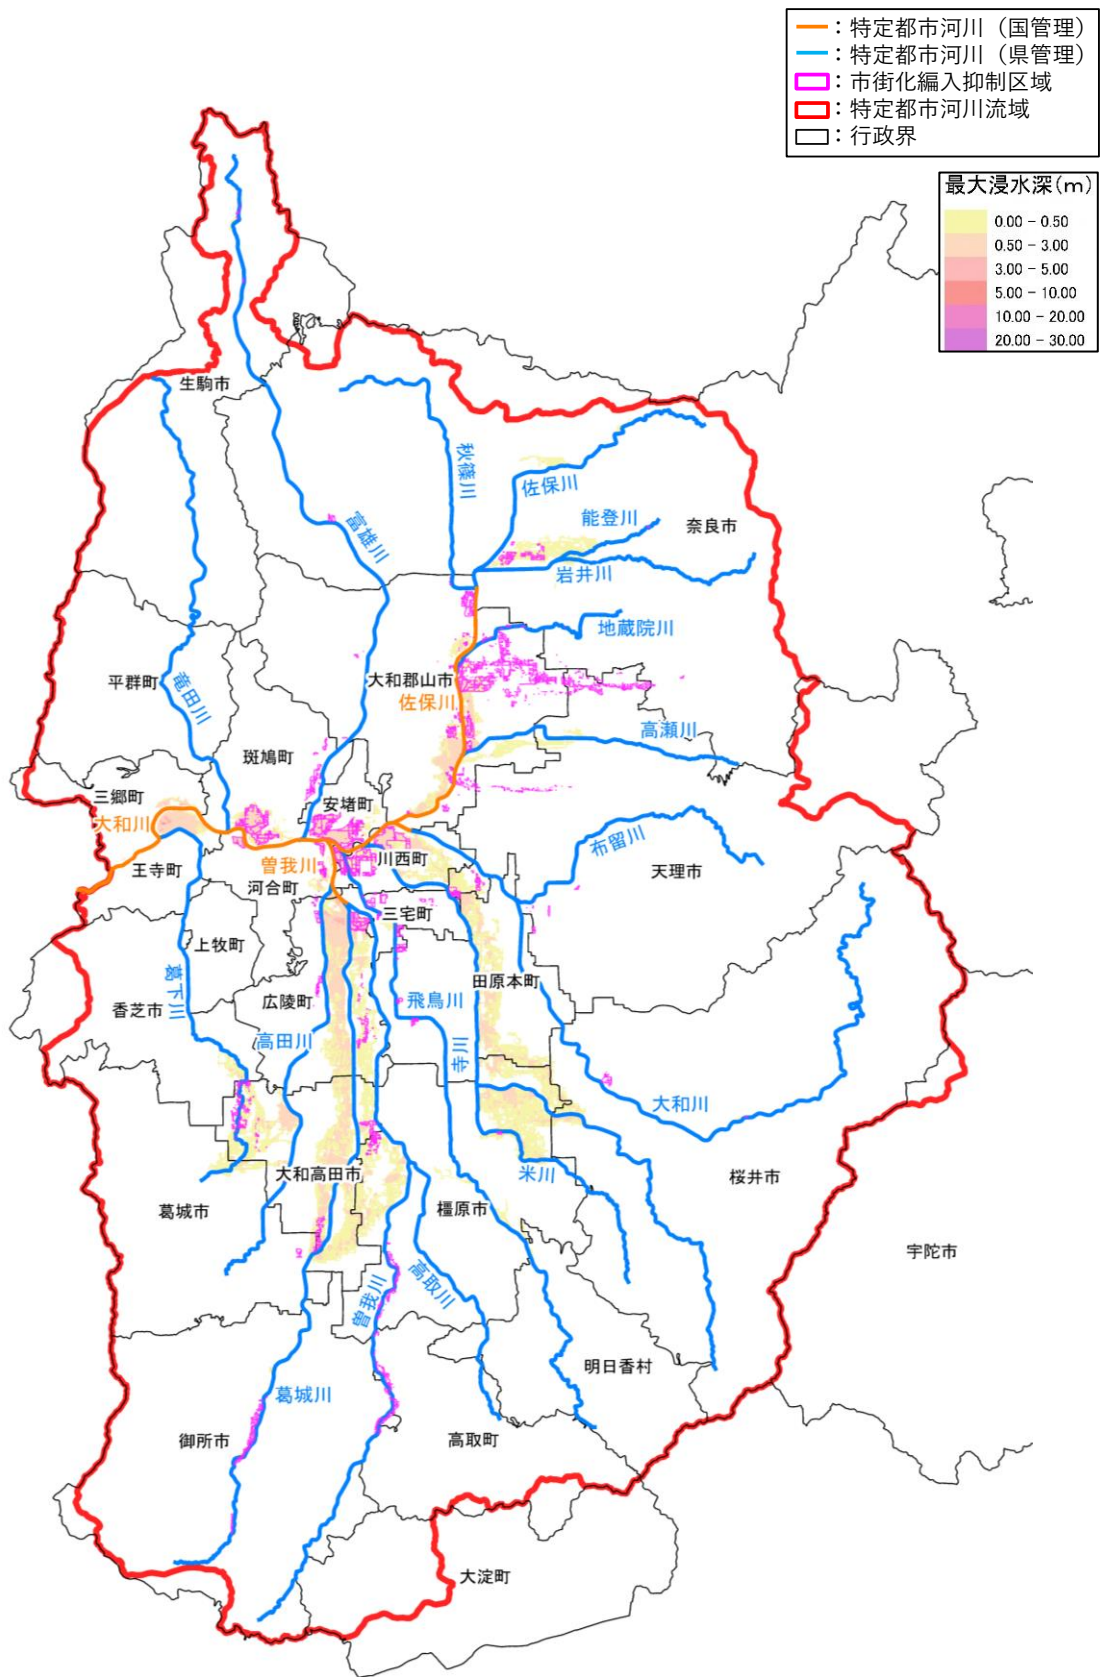 ：特定都市河川（国管理）
：特定都市河川（県管理）
：市街化編入抑制区域
：特定都市河川流域
：行政界
最大浸水深(m)
0.00 - 0.50
0.50 - 3.00
3.00 - 5.00
5.00 - 10.00
10.00 - 20.00
20.00 - 30.00
生駒市
秋篠川
佐保川
能登川
奈良市
富雄川
岩井川
地蔵院川
平群町
竜田川
大和郡山市
佐保川
高瀬川
斑鳩町
三郷町
大和川
安堵町
布留川
天理市
王寺町
曽我川
川西町
河合町
三宅町
上牧町
田原本町
葛下川
香芝市
広陵町
飛鳥川
高田川
寺川
大和川
大和高田市
米川
桜井市
葛城市
橿原市
宇陀市
曽我川
高取川
明日香村
葛城川
御所市
高取町
大淀町